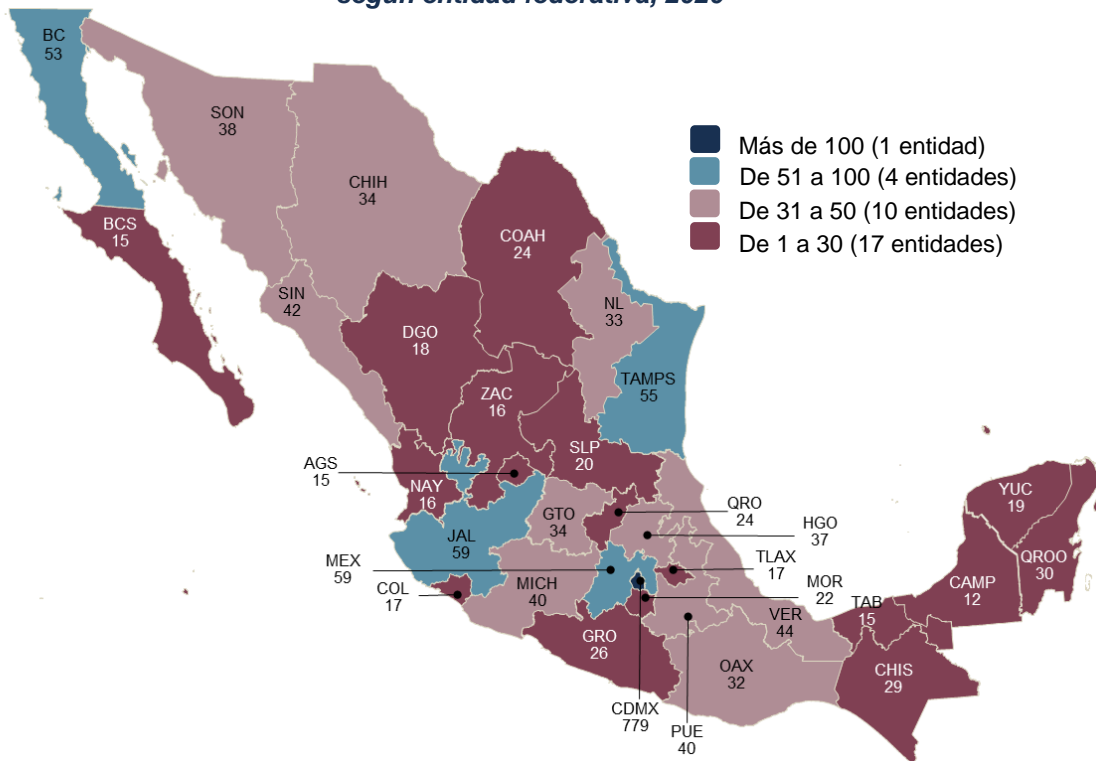 según entidad federativa,
BC
53
SON
38
CHIH
34
Más de 100 (1 entidad)
De 51 a 100 (4 entidades)
De 31 a 50 (10 entidades)
De 1 a 30 (17 entidades)
BCS
15
COAH
24
SIN
42
NL
33
DGO
18
TAMPS
55
ZAC
16
SLP
20
AGS
15
NAY
16
GTO
34
QRO
24
HGO
37
YUC
19
JAL
59
MEX
59
TLAX
17
QROO
30
COL
17
MICH
40
MOR
22
CAMP
12
VER
44
TAB
15
GRO
26
OAX
32
CHIS
29
CDMX
779
PUE
40